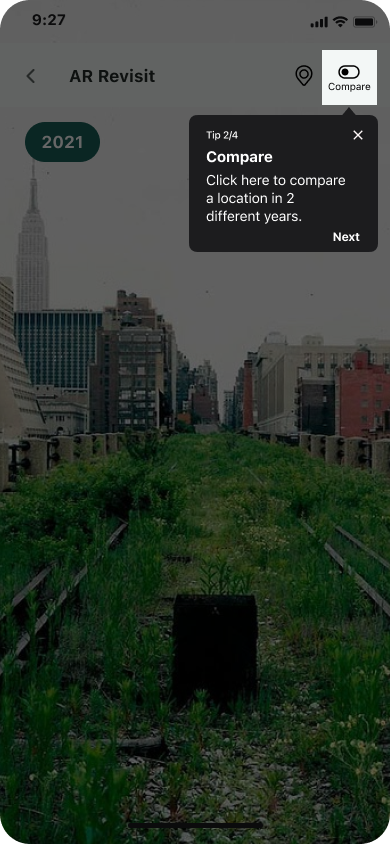 9:27
AR Revisit
Compare
2021
Tip 2/4
Compare
Click here to compare
a location in 2
different years.
Next